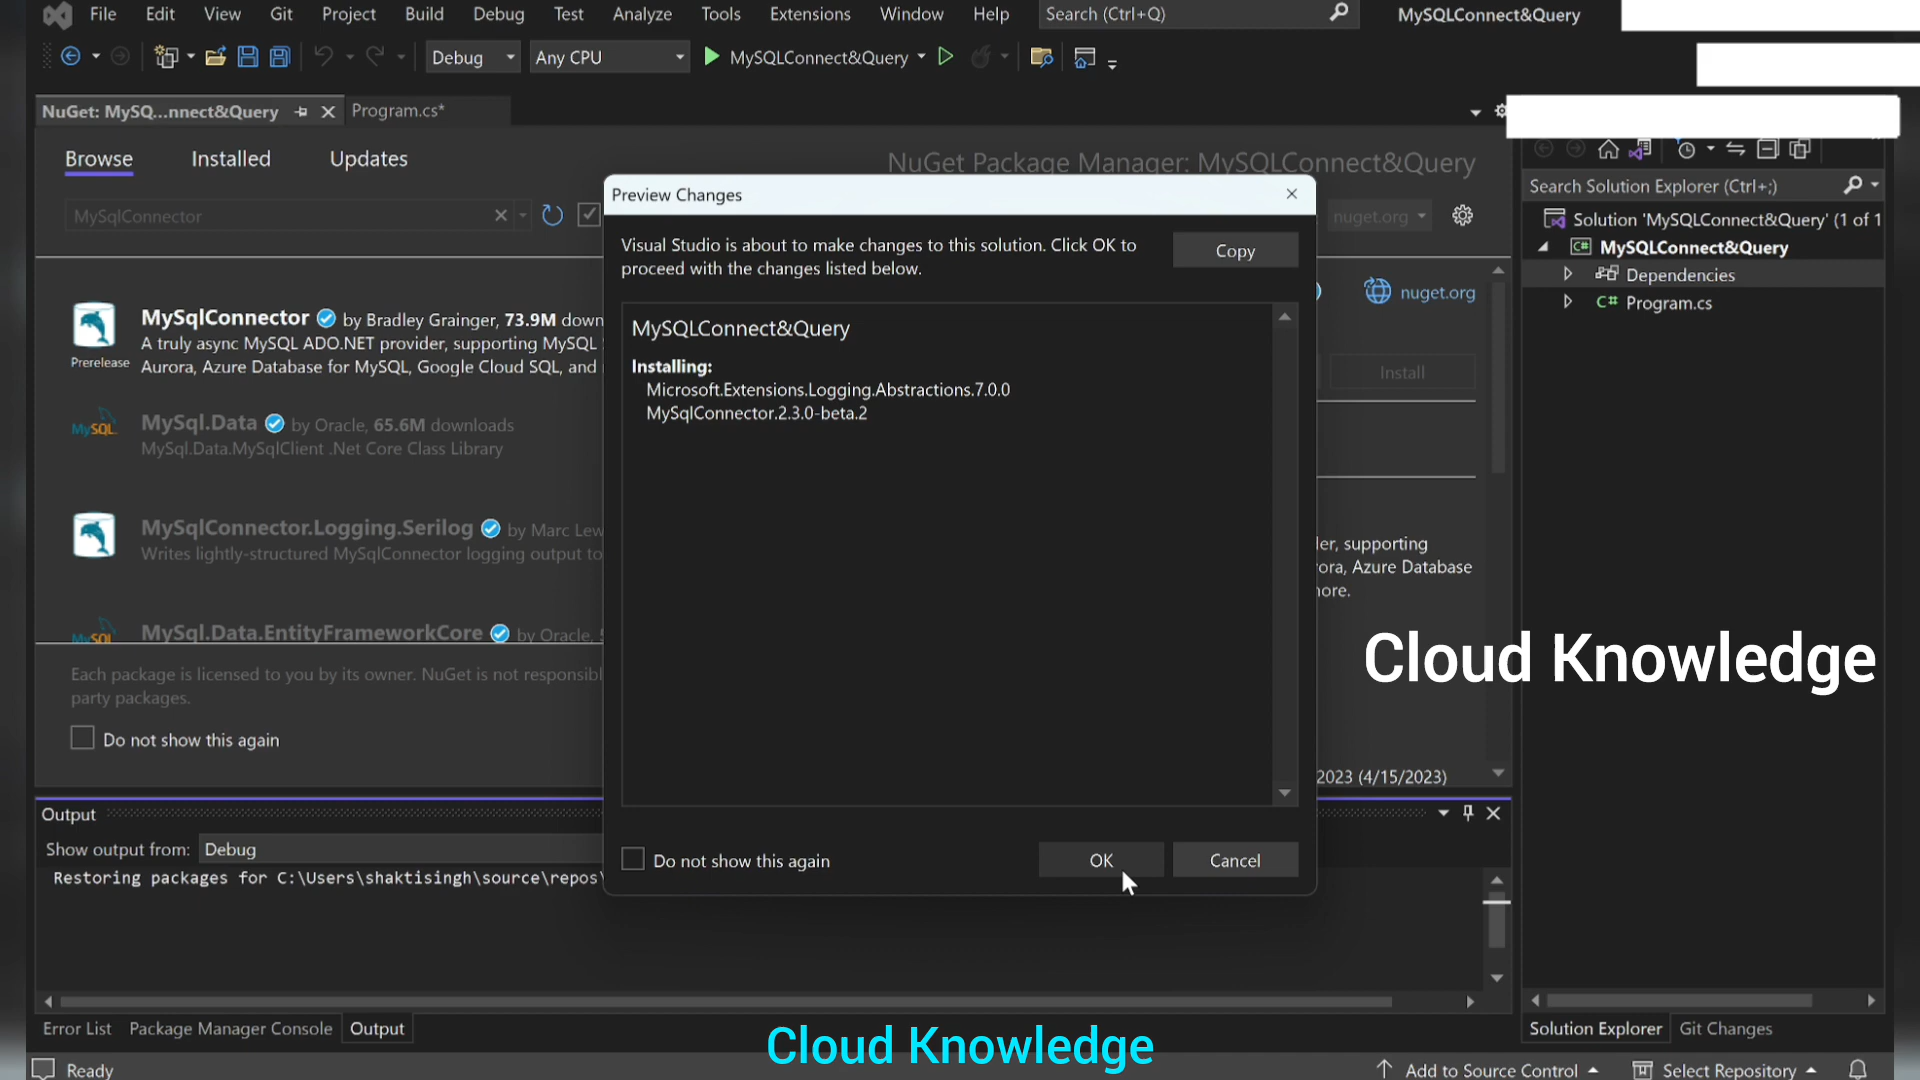 File Edit View Git Project Build Debug Test Analyze Tools Extensions Window Help Search (Ctrl+Q) MySQLConnect&Query
Debug Any CPU MySQLConnect&Query
NuGet: MySQ...nnect&Query Program.cs*
Browse Installed Updates
NuGet Package Manager: MySQLConnect&Query
MySqlConnector
nuget.org
Preview Changes
Visual Studio is about to make changes to this solution. Click OK to
proceed with the changes listed below.
Copy
MySQLConnect&Query
Installing:
Microsoft.Extensions.Logging.Abstractions.7.0.0
MySqlConnector.2.3.0-beta.2
Do not show this again
OK
Cancel
MySqlConnector by Bradley Grainger, 73.9M down
A truly async MySQL ADO.NET provider, supporting MySQL
Prerelease
Aurora, Azure Database for MySQL, Google Cloud SQL, and
MySQL
MySql.Data by Oracle, 65.6M downloads
MySql.Data.MySqlClient .Net Core Class Library
MySqlConnector.Logging.Serilog by Marc Lew
Writes lightly-structured MySqlConnector logging output to
MySQL
MySql.Data.EntityFrameworkCore by Oracle,
Each package is licensed to you by its owner. NuGet is not responsibl
party packages.
Do not show this again
nuget.org
Install
ler, supporting
ora, Azure Database
nore.
2023 (4/15/2023)
Search Solution Explorer (Ctrl+;)
Solution 'MySQLConnect&Query' (1 of 1
C# MySQLConnect&Query
Dependencies
C# Program.cs
Cloud Knowledge
Output
Show output from: Debug
Restoring packages for C:\Users\shaktisingh\source\repos\
Error List Package Manager Console Output
Solution Explorer Git Changes
Cloud Knowledge
Ready
Add to Source Control Select Repository